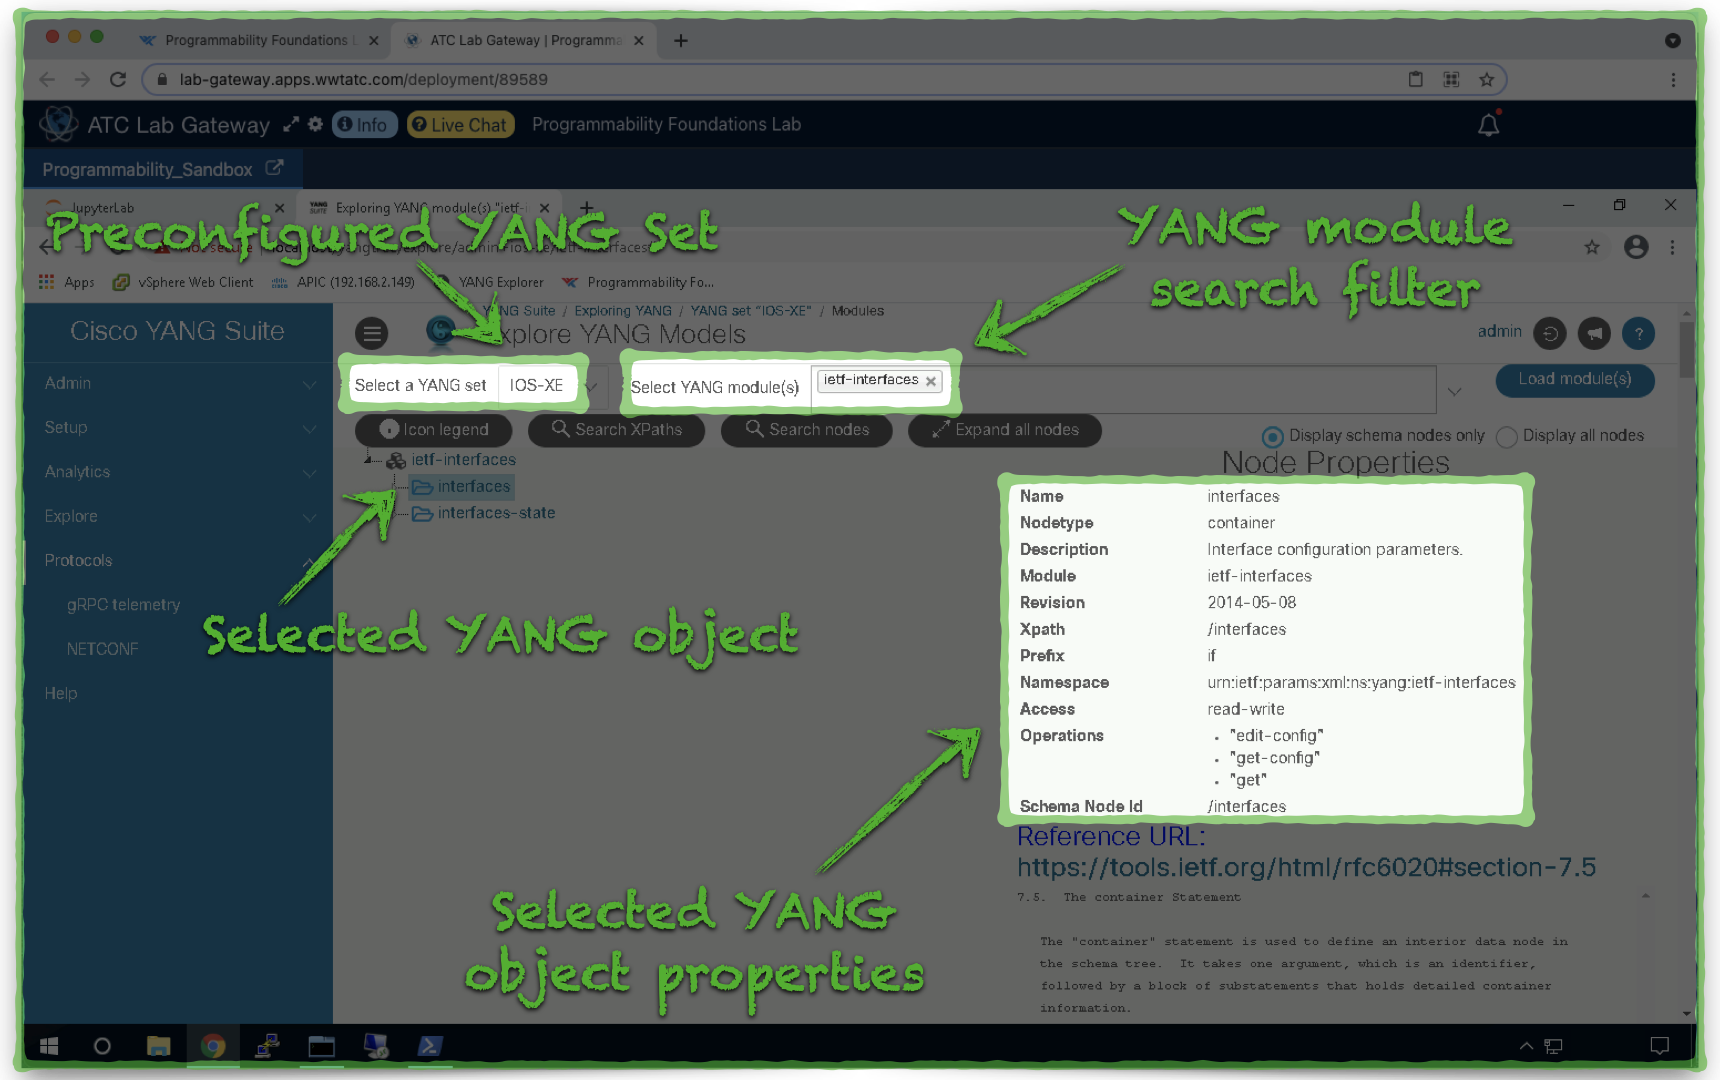 Programmability Foundations L
ATC Lab Gateway | Programma
lab-gateway.apps.wwtatc.com/deployment/89589
ATC Lab Gateway
Info
Live Chat
Programmability Foundations Lab
Programmability_Sandbox
JupyterLab
Exploring YANG module(s) "ietf-i
Preconfigured YANG Set
YANG module
search filter
Apps
vSphere Web Client
APIC (192.168.2.149)
YANG Explorer
Programmability Fo...
Cisco YANG Suite
YANG Suite / Exploring YANG / YANG set "IOS-XE" / Modules
Explore YANG Models
admin
Select a YANG set
IOS-XE
Select YANG module(s)
ietf-interfaces
Load module(s)
Icon legend
Search XPaths
Search nodes
Expand all nodes
Display schema nodes only
Display all nodes
Admin
Setup
Analytics
Explore
Protocols
gRPC telemetry
NETCONF
Help
ietf-interfaces
interfaces
interfaces-state
Selected YANG object
Node Properties
Name interfaces
Nodetype container
Description Interface configuration parameters.
Module ietf-interfaces
Revision 2014-05-08
Xpath /interfaces
Prefix if
Namespace urn:ietf:params:xml:ns:yang:ietf-interfaces
Access read-write
Operations
"edit-config"
"get-config"
"get"
Schema Node Id /interfaces
Selected YANG
object properties
Reference URL:
https://tools.ietf.org/html/rfc6020#section-7.5
7.5. The container Statement
The "container" statement is used to define an interior data node in
the schema tree. It takes one argument, which is an identifier,
followed by a block of substatements that holds detailed container
information.